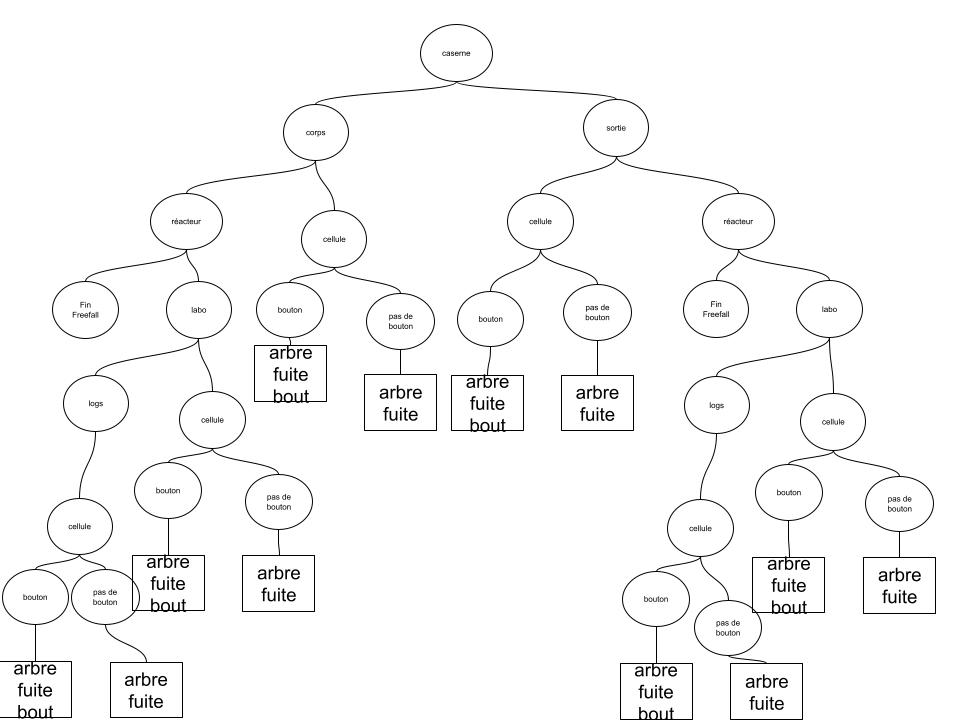 caserne
corps
sortie
réacteur
cellule
cellule
réacteur
Fin
Freefall
labo
bouton
pas de
bouton
bouton
pas de
bouton
Fin
Freefall
labo
arbre
fuite
bout
arbre
fuite
arbre
fuite
bout
arbre
fuite
logs
cellule
logs
cellule
bouton
pas de
bouton
bouton
pas de
bouton
cellule
cellule
arbre
fuite
bout
arbre
fuite
arbre
fuite
bout
arbre
fuite
bouton
pas de
bouton
bouton
pas de
bouton
arbre
fuite
bout
arbre
fuite
arbre
fuite
bout
arbre
fuite